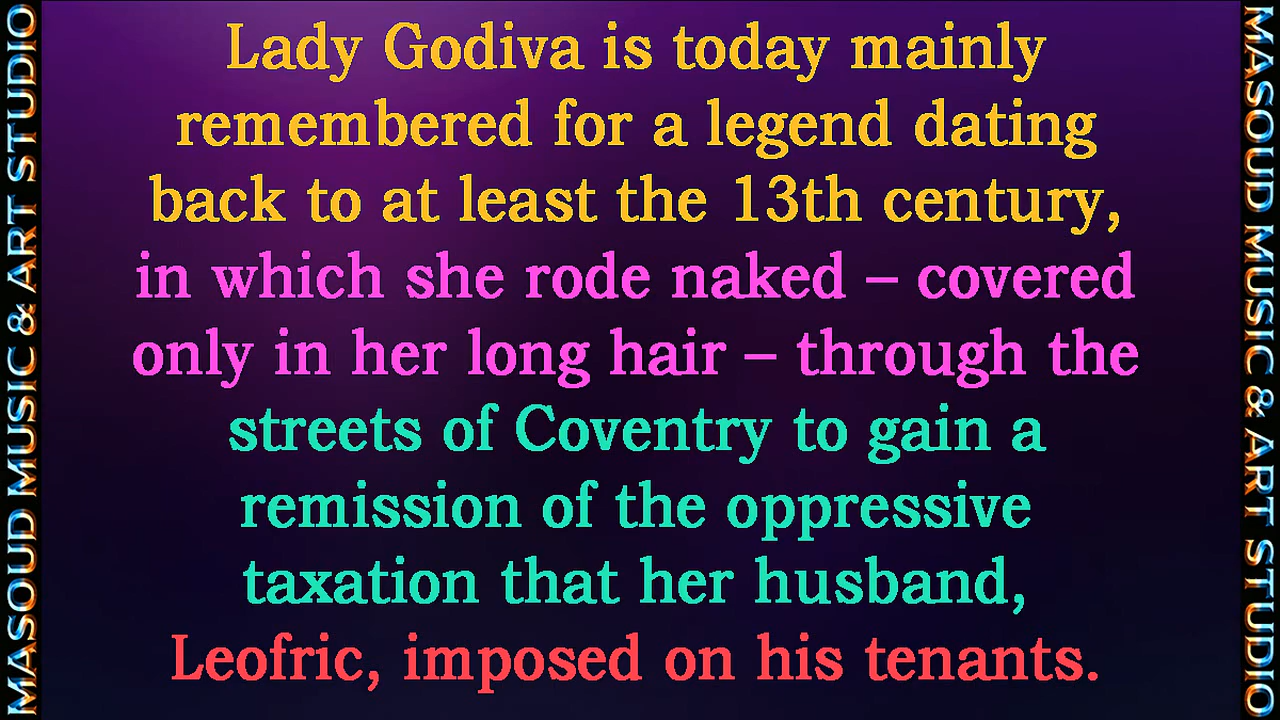 Lady Godiva is today mainly
remembered for a legend dating
back to at least the 13th century,
in which she rode naked – covered
only in her long hair – through the
streets of Coventry to gain a
remission of the oppressive
taxation that her husband,
Leofric, imposed on his tenants.
MASOUD MUSIC & ART STUDIO
MASOUD MUSIC & ART STUDIO